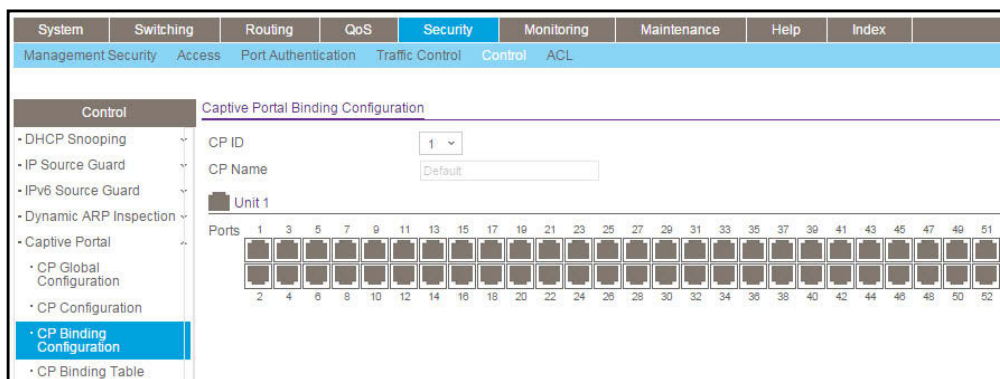 System Switching Routing QoS Security Monitoring Maintenance Help Index
Management Security Access Port Authentication Traffic Control Control ACL
Control
- DHCP Snooping
- IP Source Guard
- IPv6 Source Guard
- Dynamic ARP Inspection
- Captive Portal
· CP Global
Configuration
· CP Configuration
· CP Binding
Configuration
· CP Binding Table
Captive Portal Binding Configuration
CP ID 1
CP Name Default
Unit 1
Ports 1 3 5 7 9 11 13 15 17 19 21 23 25 27 29 31 33 35 37 39 41 43 45 47 49 51
2 4 6 8 10 12 14 16 18 20 22 24 26 28 30 32 34 36 38 40 42 44 46 48 50 52